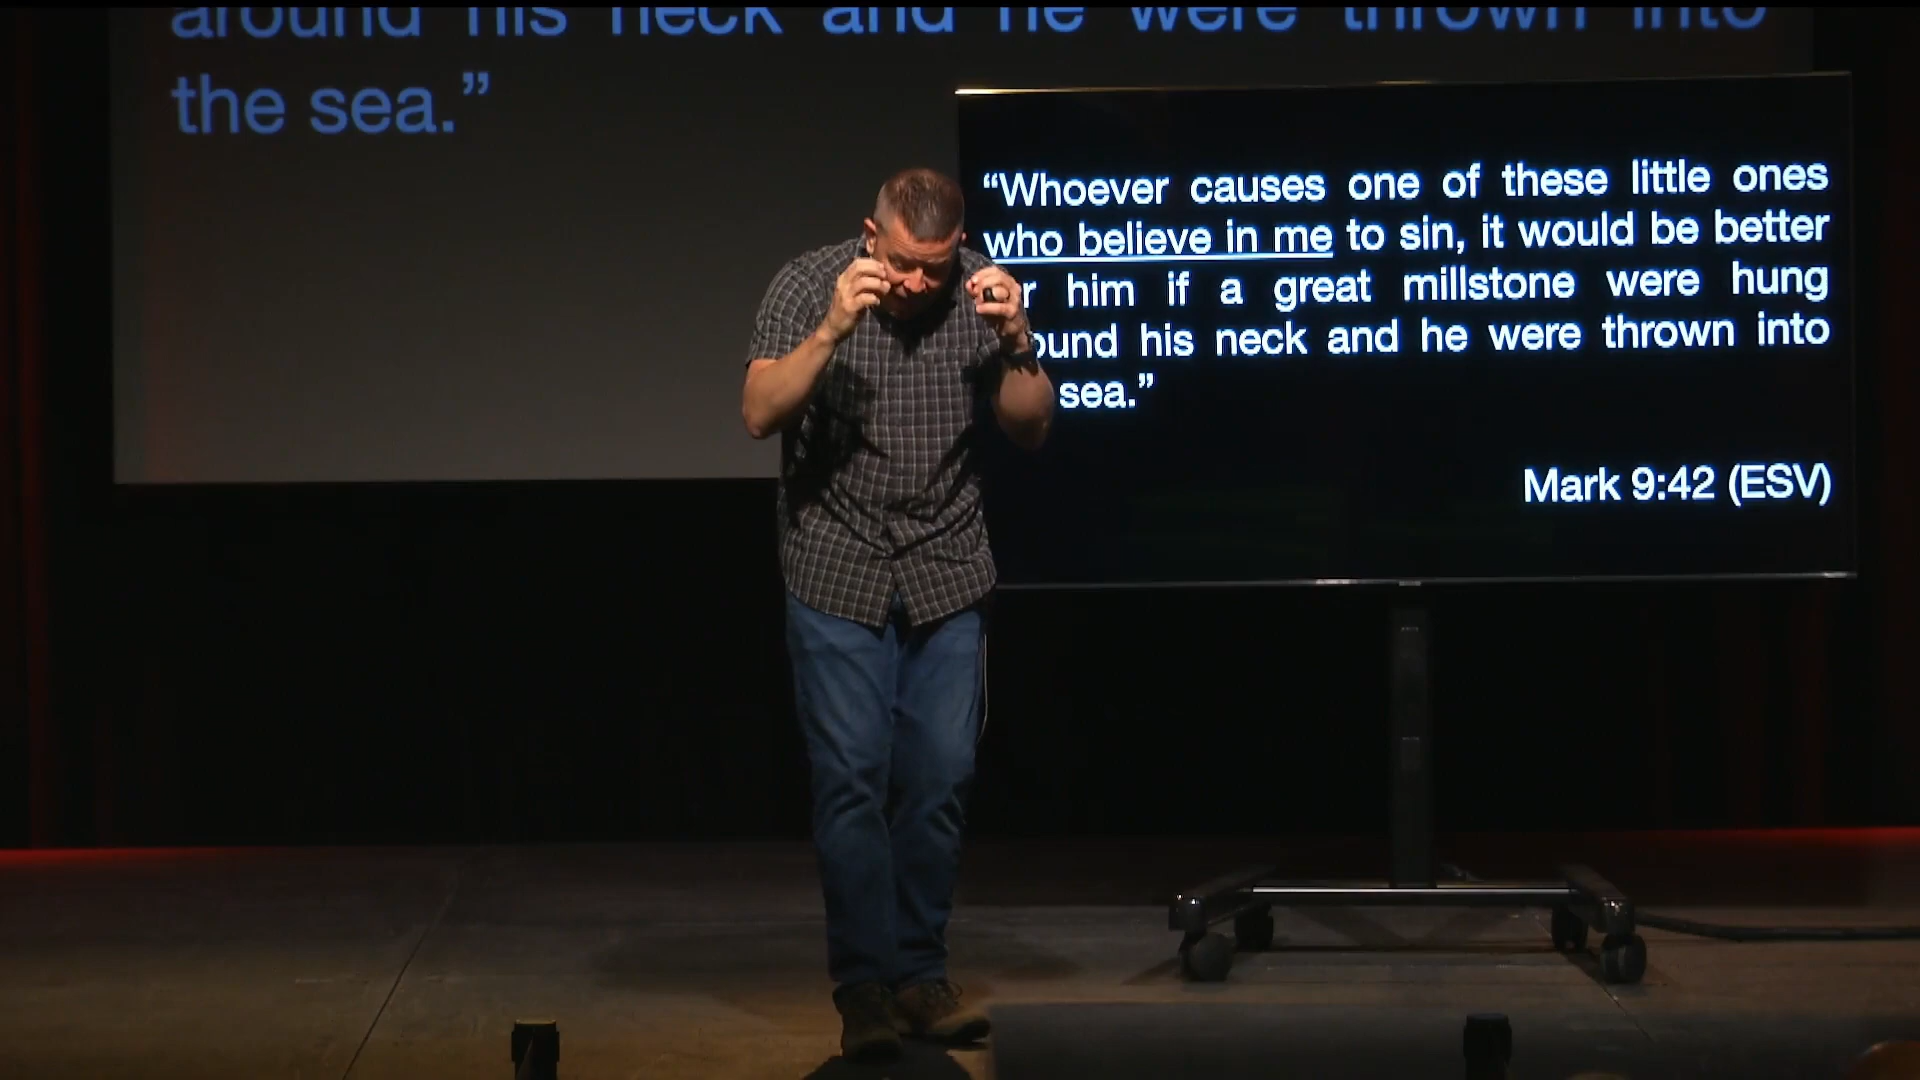 around his neck and he were thrown into
the sea.”
“Whoever causes one of these little ones
who believe in me to sin, it would be better
r him if a great millstone were hung
ound his neck and he were thrown into
sea.”
Mark 9:42 (ESV)